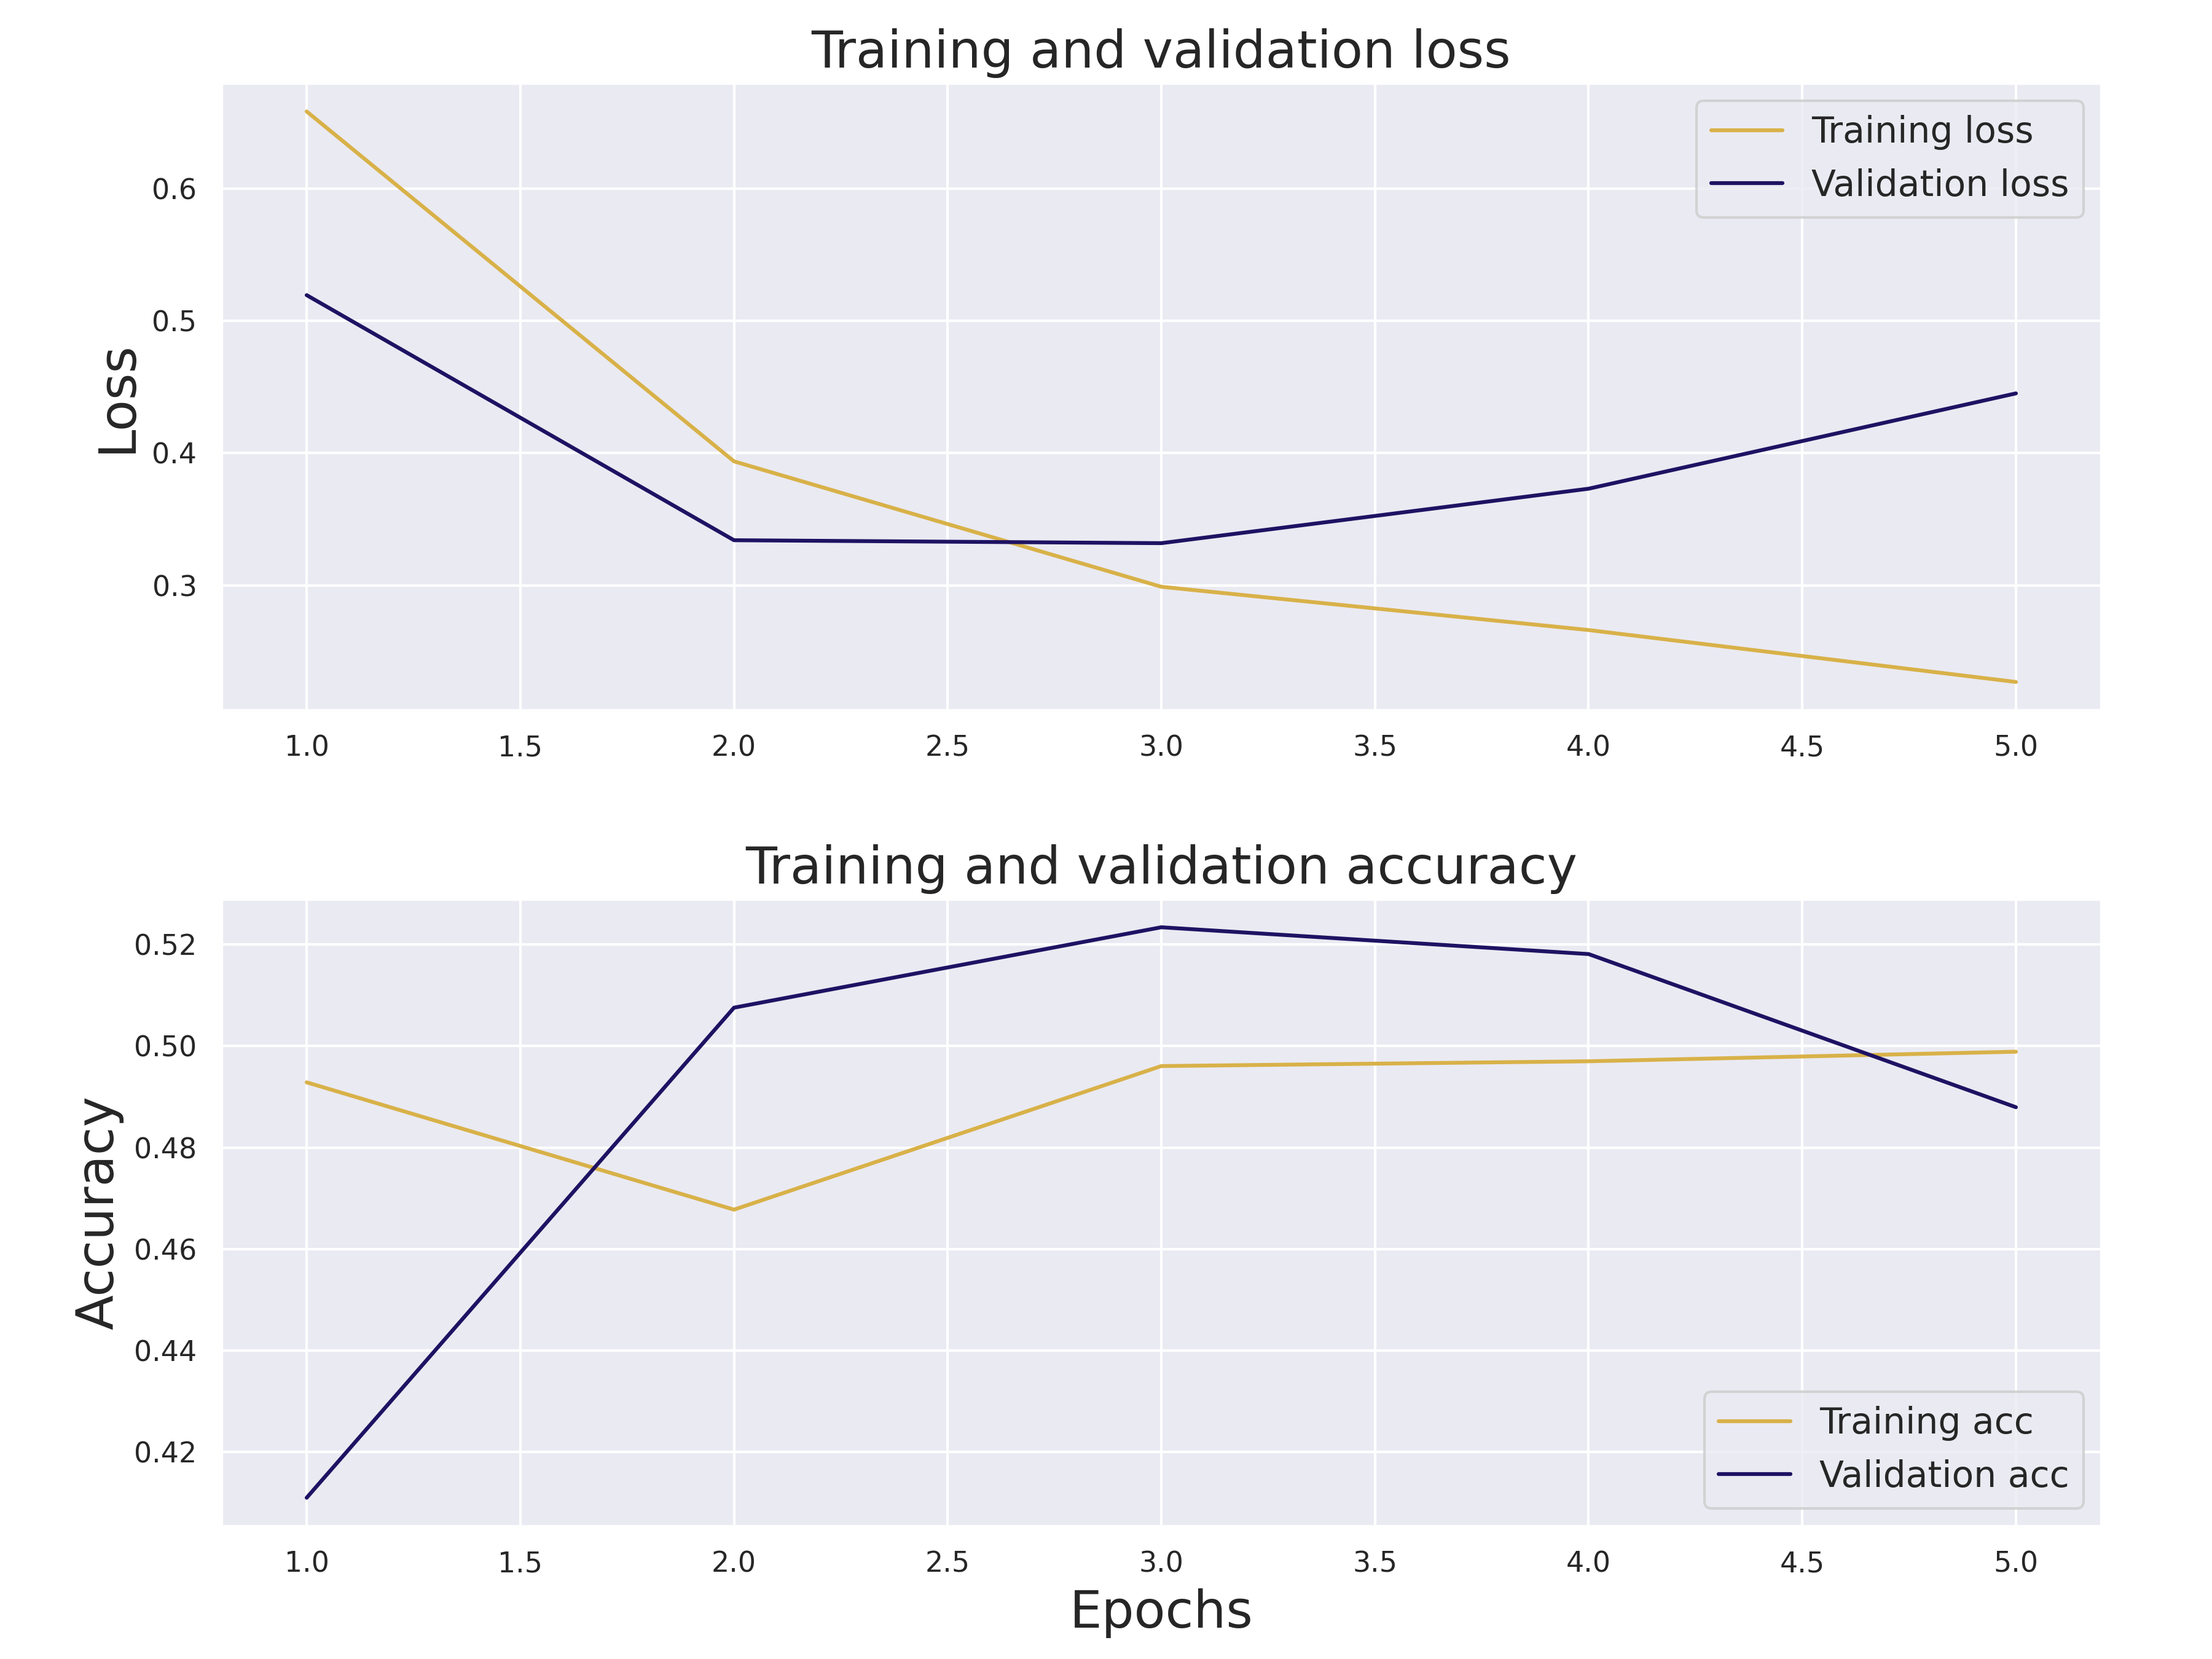 Training and validation loss
Training loss
Validation loss
Loss
0.6
0.5
0.4
0.3
1.0 1.5 2.0 2.5 3.0 3.5 4.0 4.5 5.0
Training and validation accuracy
Accuracy
0.52
0.50
0.48
0.46
0.44
0.42
Training acc
Validation acc
1.0 1.5 2.0 2.5 3.0 3.5 4.0 4.5 5.0
Epochs